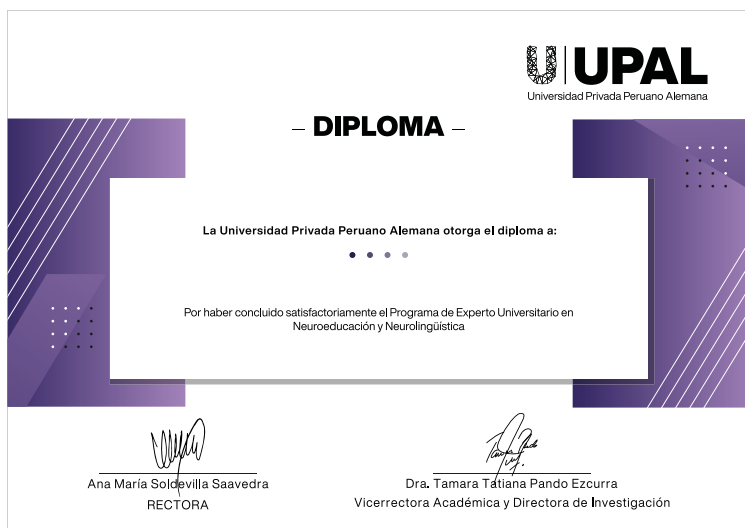 UPAL
Universidad Privada Peruano Alemana
– DIPLOMA –
La Universidad Privada Peruano Alemana otorga el diploma a:
Por haber concluido satisfactoriamente el Programa de Experto Universitario en
Neuroeducación y Neurolingüística
Ana María Soldevilla Saavedra
RECTORA
Dra. Tamara Tatiana Pando Ezcurra
Vicerrectora Académica y Directora de Investigación